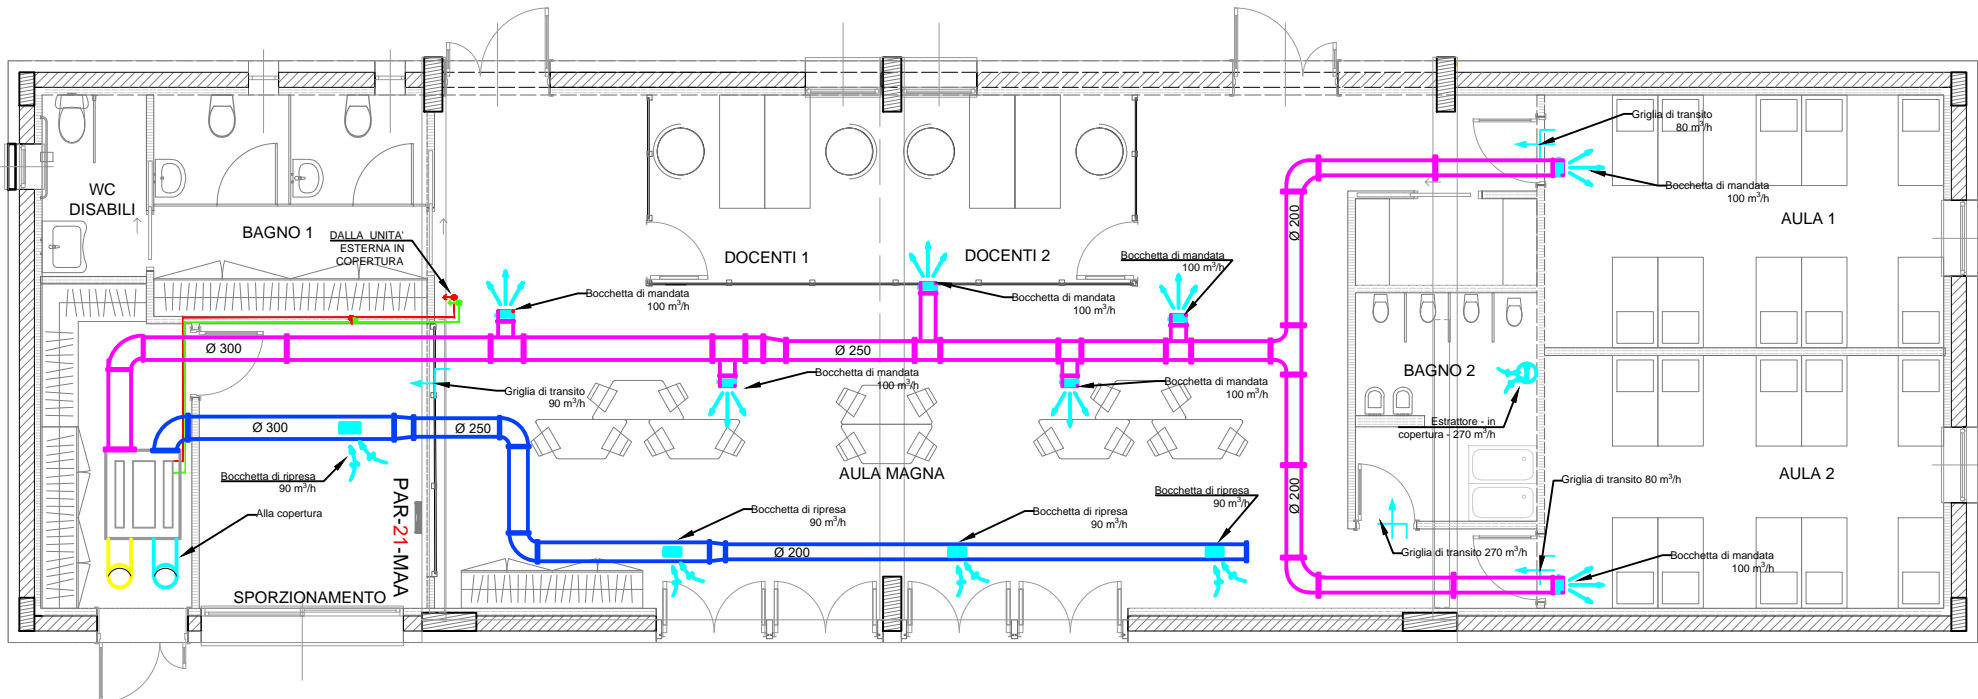 Griglia di transito
80 m³/h
WC
DISABILI
BAGNO 1
DALLA UNITA'
ESTERNA IN
COPERTURA
DOCENTI 1
DOCENTI 2
Bocchetta di mandata
100 m³/h
Ø 200
Bocchetta di mandata
100 m³/h
AULA 1
Bocchetta di mandata
100 m³/h
Bocchetta di mandata
100 m³/h
Ø 300
Ø 250
Griglia di transito
90 m³/h
Bocchetta di mandata
100 m³/h
Bocchetta di mandata
100 m³/h
BAGNO 2
Ø 300
Ø 250
Estrattore - in
copertura - 270 m³/h
Bocchetta di ripresa
90 m³/h
AULA MAGNA
AULA 2
Griglia di transito 80 m³/h
Ø 200
Bocchetta di ripresa
90 m³/h
Alla copertura
PAR-21-MAA
Bocchetta di ripresa
90 m³/h
Bocchetta di ripresa
90 m³/h
Ø 200
Griglia di transito 270 m³/h
Bocchetta di mandata
100 m³/h
SPORZIONAMENTO